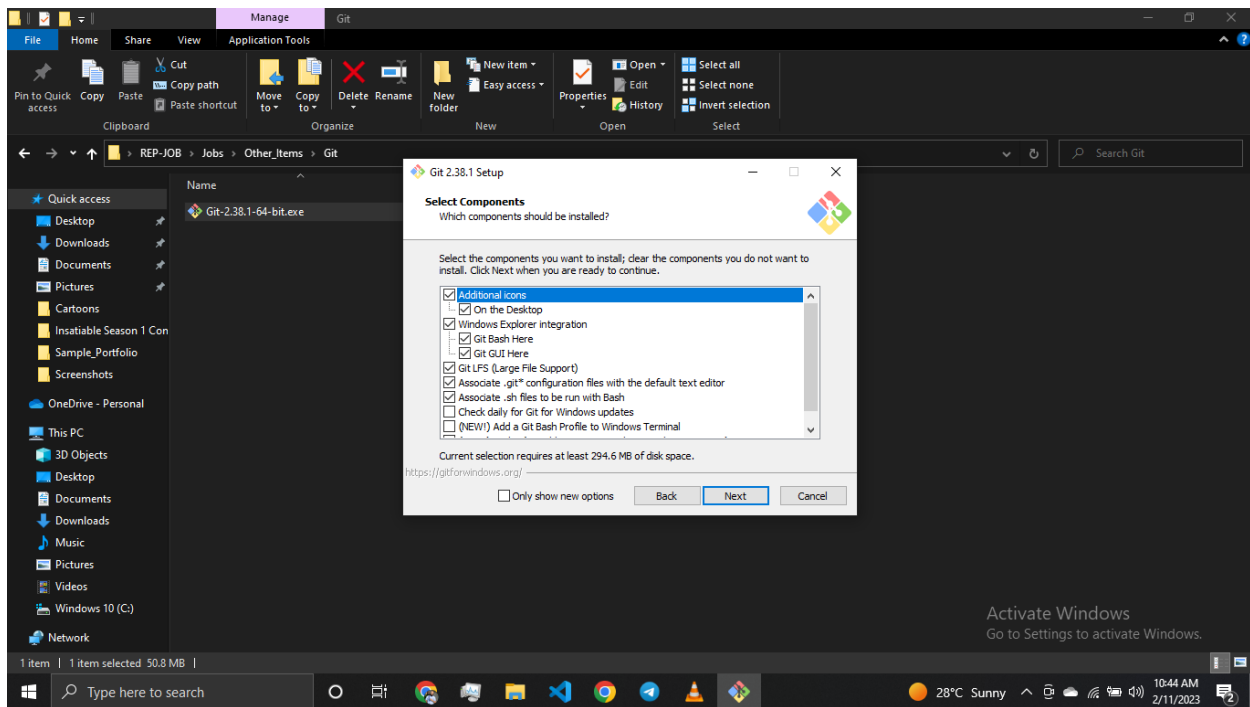 Manage
Git
File
Home
Share
View
Application Tools
Pin to Quick access
Copy
Paste
Cut
Copy path
Paste shortcut
Clipboard
Move to
Copy to
Delete
Rename
Organize
New folder
New item
Easy access
New
Properties
Open
Edit
History
Open
Select all
Select none
Invert selection
Select
REP-JOB > Jobs > Other_Items > Git
Search Git
Quick access
Desktop
Downloads
Documents
Pictures
Cartoons
Insatiable Season 1 Con
Sample_Portfolio
Screenshots
OneDrive - Personal
This PC
3D Objects
Desktop
Documents
Downloads
Music
Pictures
Videos
Windows 10 (C:)
Network
Name
Git-2.38.1-64-bit.exe
Git 2.38.1 Setup
Select Components
Which components should be installed?
Select the components you want to install; clear the components you do not want to
install. Click Next when you are ready to continue.
Additional icons
On the Desktop
Windows Explorer integration
Git Bash Here
Git GUI Here
Git LFS (Large File Support)
Associate .git* configuration files with the default text editor
Associate .sh files to be run with Bash
Check daily for Git for Windows updates
(NEW!) Add a Git Bash Profile to Windows Terminal
Current selection requires at least 294.6 MB of disk space.
https://gitforwindows.org/
Only show new options
Back
Next
Cancel
Activate Windows
Go to Settings to activate Windows.
1 item
1 item selected 50.8 MB
Type here to search
28°C Sunny
10:44 AM
2/11/2023
2